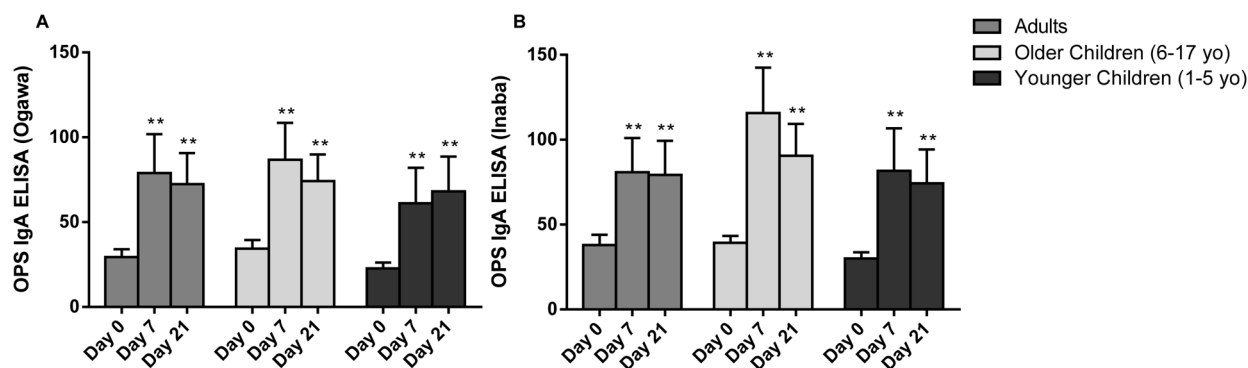 A
OPS IgA ELISA (Ogawa)
150
100
50
0
** ** ** ** ** **
Day 0 Day 7 Day 21 Day 0 Day 7 Day 21 Day 0 Day 7 Day 21
B
OPS IgA ELISA (Inaba)
150
100
50
0
** ** ** ** ** **
Day 0 Day 7 Day 21 Day 0 Day 7 Day 21 Day 0 Day 7 Day 21
Adults
Older Children (6-17 yo)
Younger Children (1-5 yo)